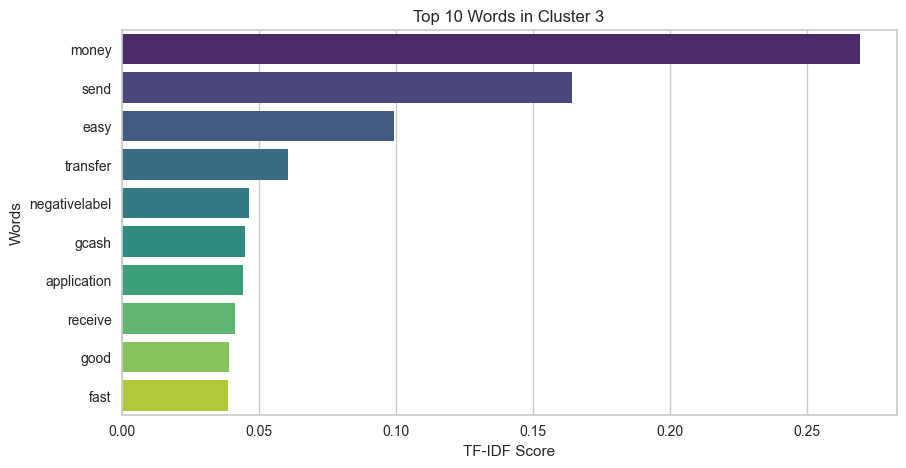 Top 10 Words in Cluster 3
Words
money
send
easy
transfer
negativelabel
gcash
application
receive
good
fast
0.00 0.05 0.10 0.15 0.20 0.25
TF-IDF Score